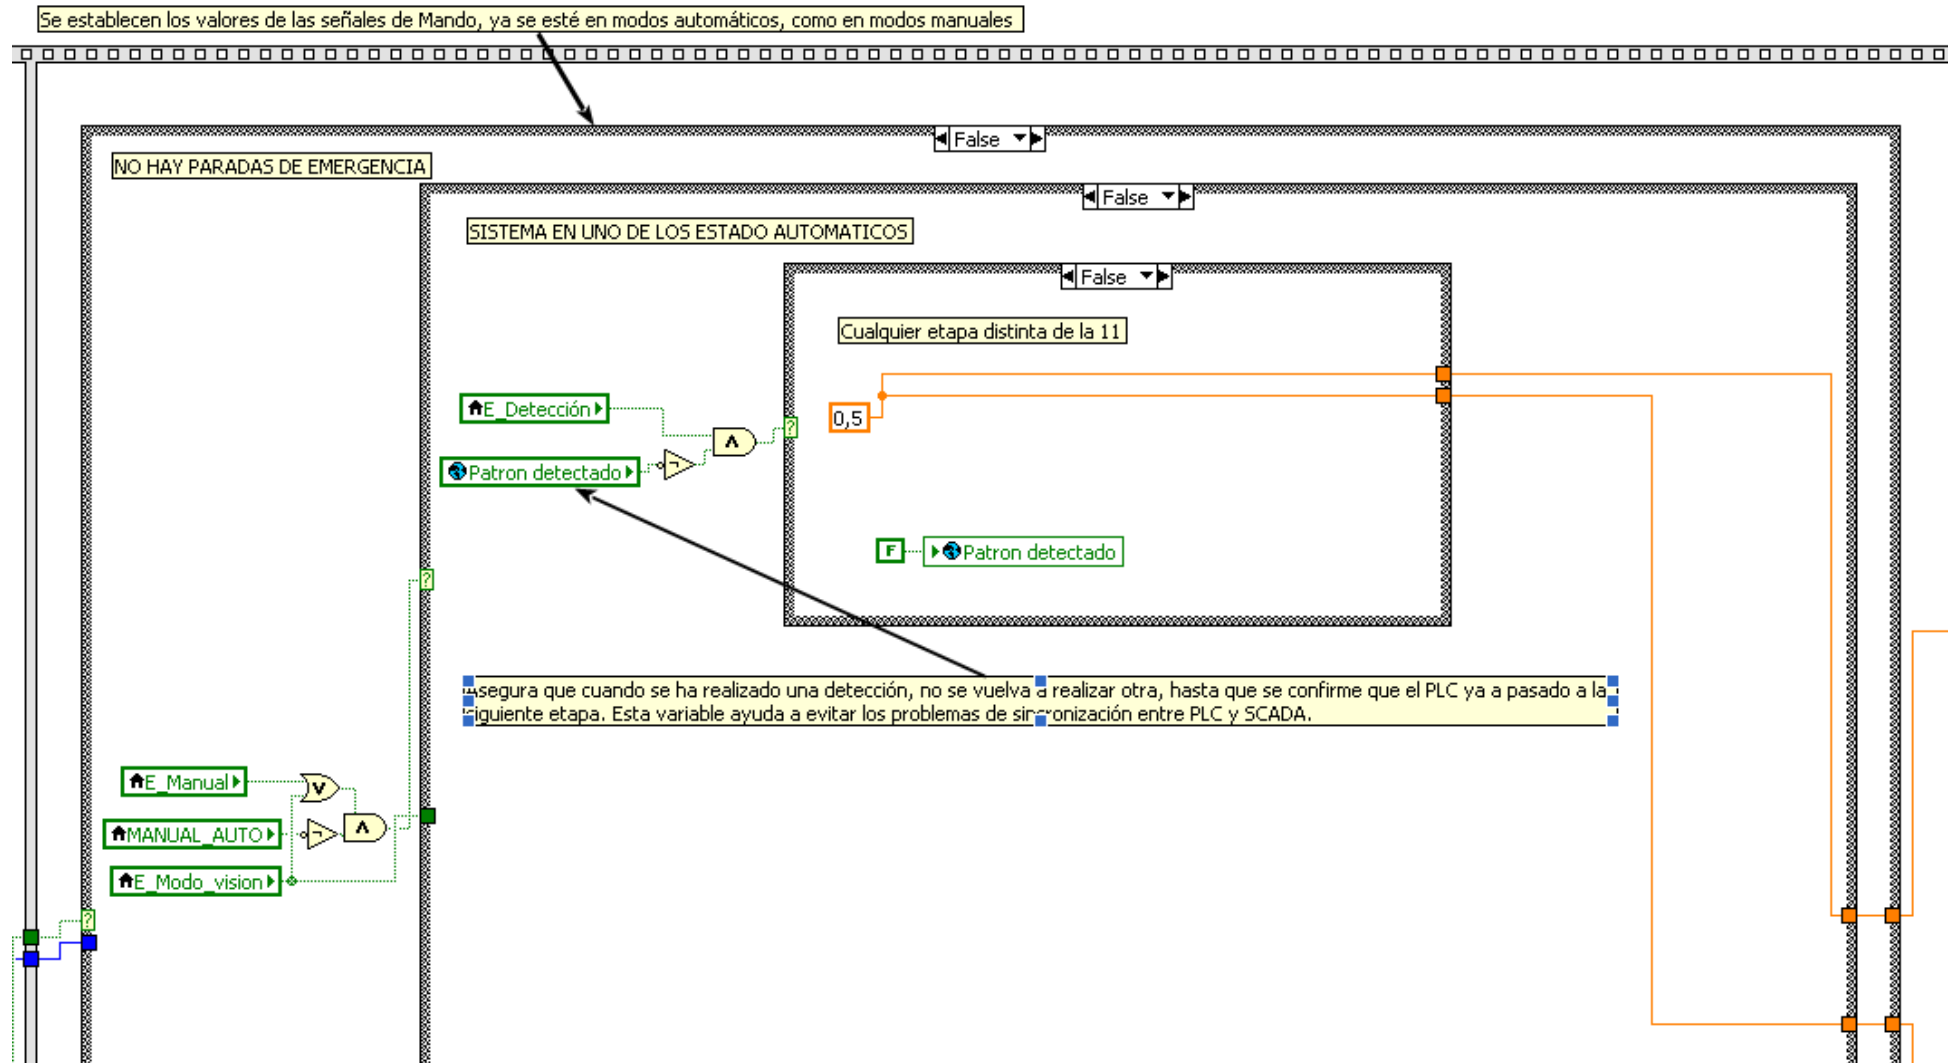 Se establecen los valores de las señales de Mando, ya se esté en modos automáticos, como en modos manuales
False
NO HAY PARADAS DE EMERGENCIA
False
SISTEMA EN UNO DE LOS ESTADO AUTOMATICOS
False
Cualquier etapa distinta de la 11
E_Detección
0,5
Patron detectado
F
Patron detectado
Asegura que cuando se ha realizado una detección, no se vuelva a realizar otra, hasta que se confirme que el PLC ya a pasado a la
siguiente etapa. Esta variable ayuda a evitar los problemas de sincronización entre PLC y SCADA.
E_Manual
MANUAL_AUTO
E_Modo_vision